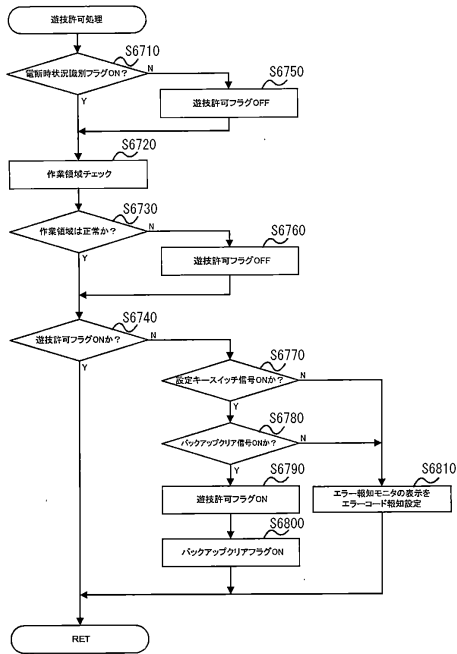 遊技許可処理
S6710
電断時状況識別フラグON？
N
Y
S6750
遊技許可フラグOFF
S6720
作業領域チェック
S6730
作業領域は正常か？
N
Y
S6760
遊技許可フラグOFF
S6740
遊技許可フラグONか？
N
Y
S6770
設定キースイッチ信号ONか？
N
Y
S6780
バックアップクリア信号ONか？
N
Y
S6790
遊技許可フラグON
S6810
エラー報知モニタの表示を
エラーコード報知設定
S6800
バックアップクリアフラグON
RET